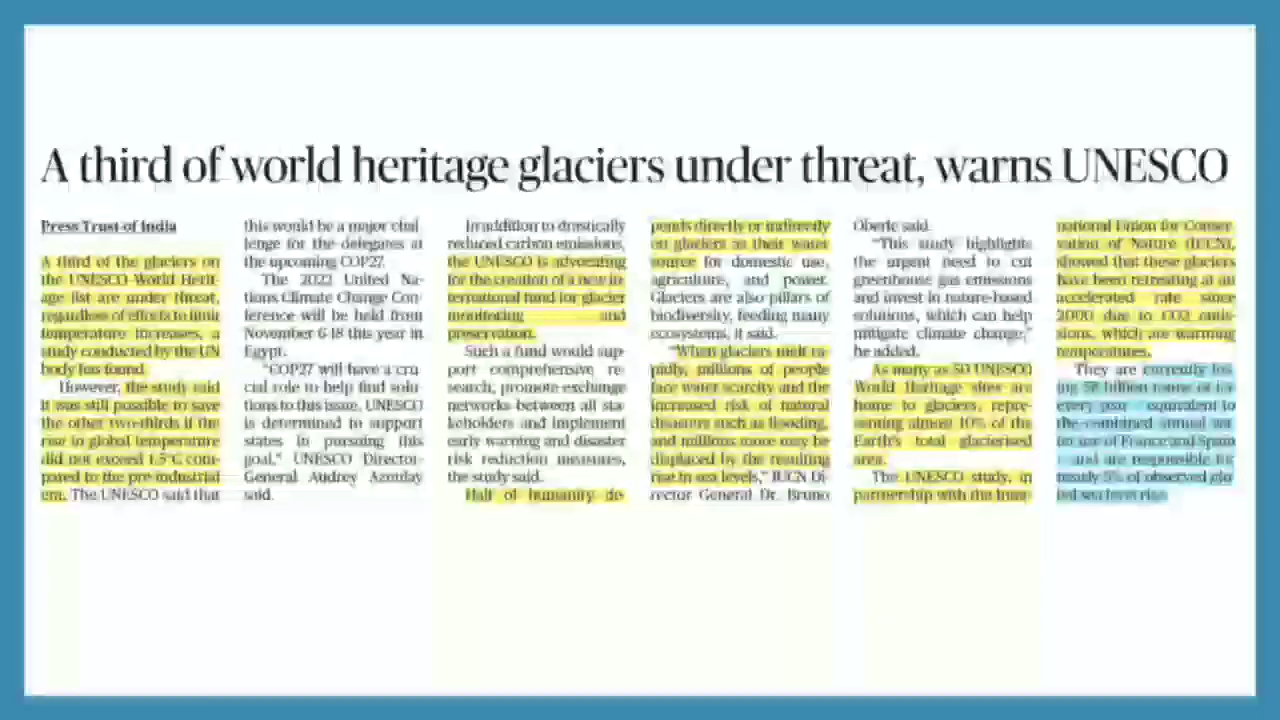 A third of world heritage glaciers under threat, warns UNESCO
Press Trust of India
A third of the glaciers on
the UNESCO World Herit-
age list are under threat,
regardless of efforts to limit
temperature increases, a
study conducted by the UN
body has found.
However, the study said
it was still possible to save
the other two-thirds if the
rise in global temperature
did not exceed 1.5°C com-
pared to the pre-industrial
era. The UNESCO said that
this would be a major chal-
lenge for the delegates at
the upcoming COP27.
The 2022 United Na-
tions Climate Change Con-
ference will be held from
November 6-18 this year in
Egypt.
"COP27 will have a cru-
cial role to help find solu-
tions to this issue. UNESCO
is determined to support
states in pursuing this
goal," UNESCO Director-
General Audrey Azoulay
said.
In addition to drastically
reduced carbon emissions,
the UNESCO is advocating
for the creation of a new in-
ternational fund for glacier
monitoring and
preservation.
Such a fund would sup-
port comprehensive re-
search, promote exchange
networks between all sta-
keholders and implement
early warning and disaster
risk reduction measures,
the study said.
Half of humanity de-
pends directly or indirectly
on glaciers as their water
source for domestic use,
agriculture, and power.
Glaciers are also pillars of
biodiversity, feeding many
ecosystems, it said.
"When glaciers melt ra-
pidly, millions of people
face water scarcity and the
increased risk of natural
disasters such as flooding,
and millions more may be
displaced by the resulting
rise in sea levels," IUCN Di-
rector General Dr. Bruno
Oberle said.
"This study highlights
the urgent need to cut
greenhouse gas emissions
and invest in nature-based
solutions, which can help
mitigate climate change,"
he added.
As many as 50 UNESCO
World Heritage sites are
home to glaciers, repre-
senting almost 10% of the
Earth's total glacierised
area.
The UNESCO study, in
partnership with the Inter-
national Union for Conser-
vation of Nature (IUCN),
showed that these glaciers
have been retreating at an
accelerated rate since
2000 due to CO2 emis-
sions, which are warming
temperatures.
They are currently los-
ing 58 billion tonnes of ice
every year – equivalent to
the combined annual wa-
ter use of France and Spain
– and are responsible for
nearly 5% of observed glo-
bal sea-level rise.